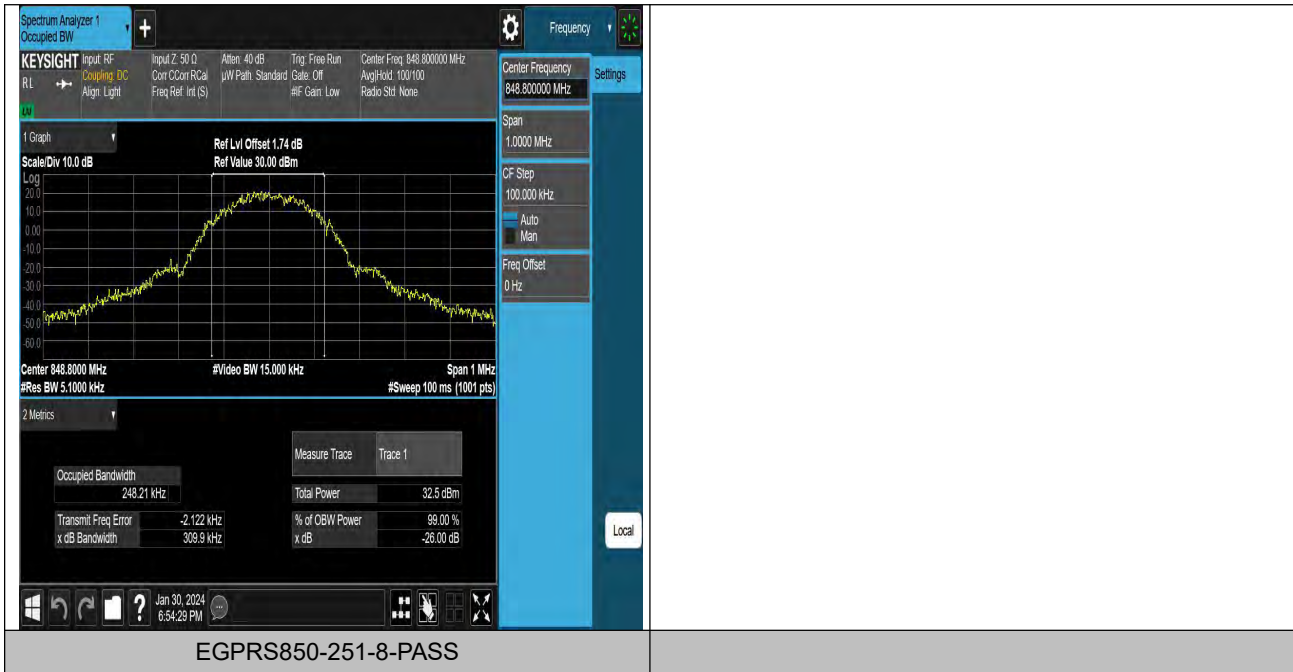 Spectrum Analyzer 1
Occupied BW
+
Frequency
KEYSIGHT
RL
Input: RF
Coupling: DC
Align: Light
Input Z: 50 Ω
Corr CCorr RCal
Freq Ref: Int (S)
Atten: 40 dB
µW Path: Standard
Trig: Free Run
Gate: Off
#IF Gain: Low
Center Freq: 848.800000 MHz
Avg|Hold: 100/100
Radio Std: None
Center Frequency
848.800000 MHz
Settings
Span
1.0000 MHz
CF Step
100.000 kHz
Auto
Man
Freq Offset
0 Hz
1 Graph
Scale/Div 10.0 dB
Ref Lvl Offset 1.74 dB
Ref Value 30.00 dBm
Log
20.0
10.0
0.00
-10.0
-20.0
-30.0
-40.0
-50.0
-60.0
Center 848.8000 MHz
#Res BW 5.1000 kHz
#Video BW 15.000 kHz
Span 1 MHz
#Sweep 100 ms (1001 pts)
2 Metrics
Measure Trace Trace 1
Occupied Bandwidth
248.21 kHz
Total Power 32.5 dBm
Transmit Freq Error -2.122 kHz
% of OBW Power 99.00 %
x dB Bandwidth 309.9 kHz
x dB -26.00 dB
Local
?
Jan 30, 2024
6:54:29 PM
EGPRS850-251-8-PASS